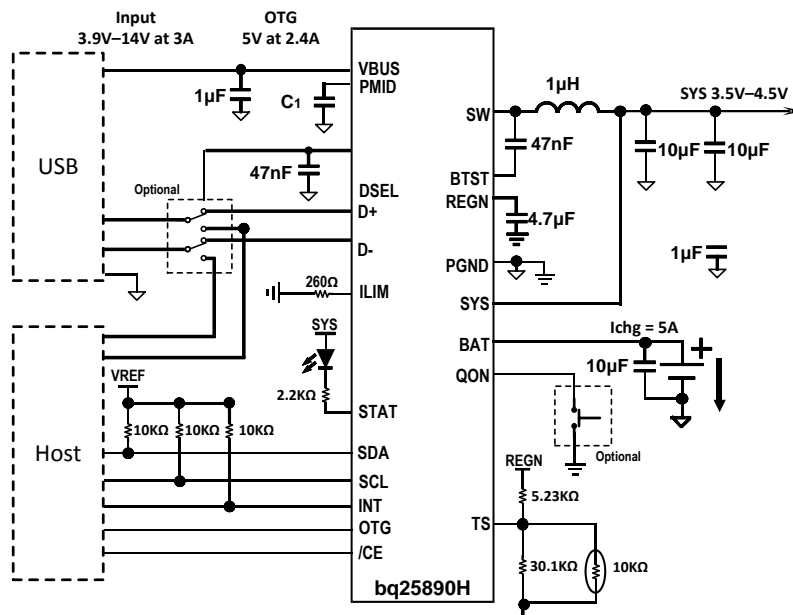 Input
3.9V–14V at 3A
OTG
5V at 2.4A
USB
1µF
VBUS
PMID
C1
47nF
Optional
DSEL
D+
D-
260Ω
ILIM
SYS
2.2KΩ
STAT
Host
VREF
10KΩ
10KΩ
10KΩ
SDA
SCL
INT
OTG
/CE
bq25890H
SW
1µH
SYS 3.5V–4.5V
47nF
10µF
10µF
BTST
REGN
4.7µF
PGND
1µF
SYS
Ichg = 5A
BAT
10µF
+
QON
Optional
REGN
5.23KΩ
TS
30.1KΩ
10KΩ